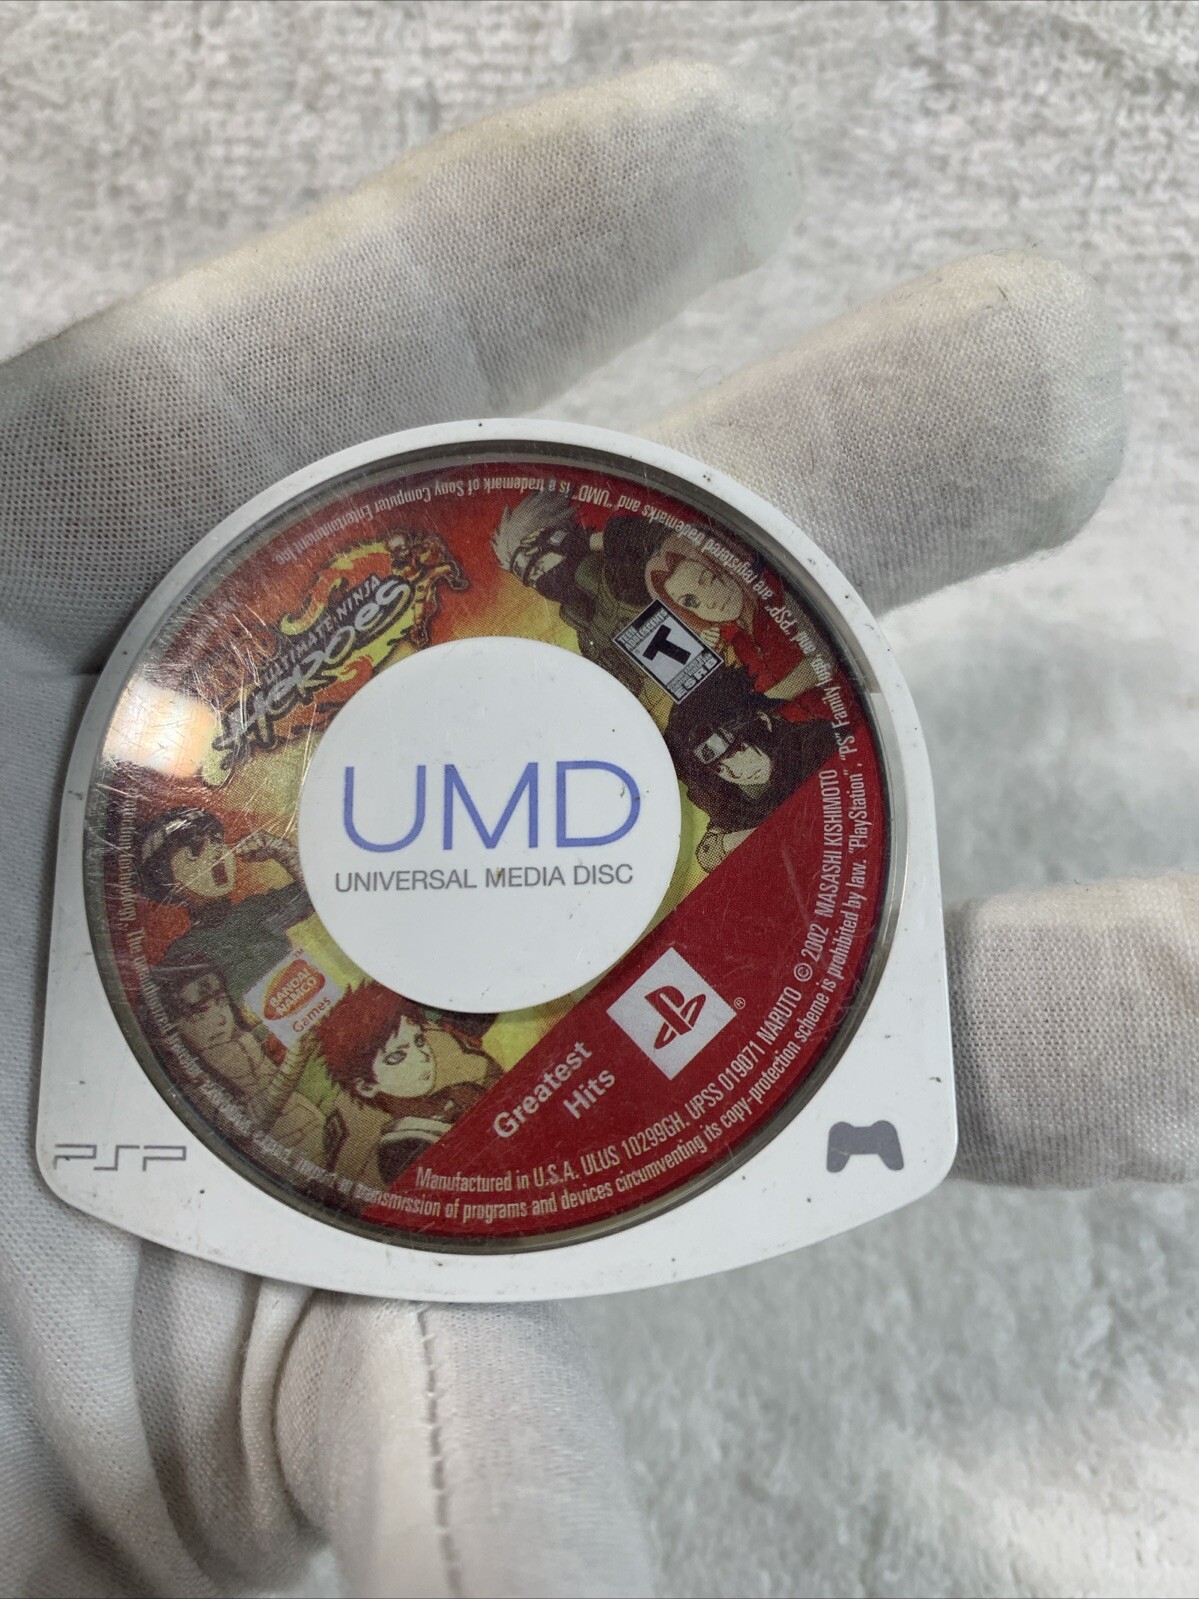 ULTIMATE NINJA
HEROES
T
ESRB
UMD
UNIVERSAL MEDIA DISC
BANDAI
NAMCO
Games
Greatest
Hits
PSP
Manufactured in U.S.A. ULUS 10299GH. UPSS 019071 NARUTO © 2002 MASASHI KISHIMOTO
transmission of programs and devices circumventing its copy-protection scheme is prohibited by law. "PlayStation", "PS" Family logo, and "PSP" are registered trademarks and "UMD" is a trademark of Sony Computer Entertainment Inc.